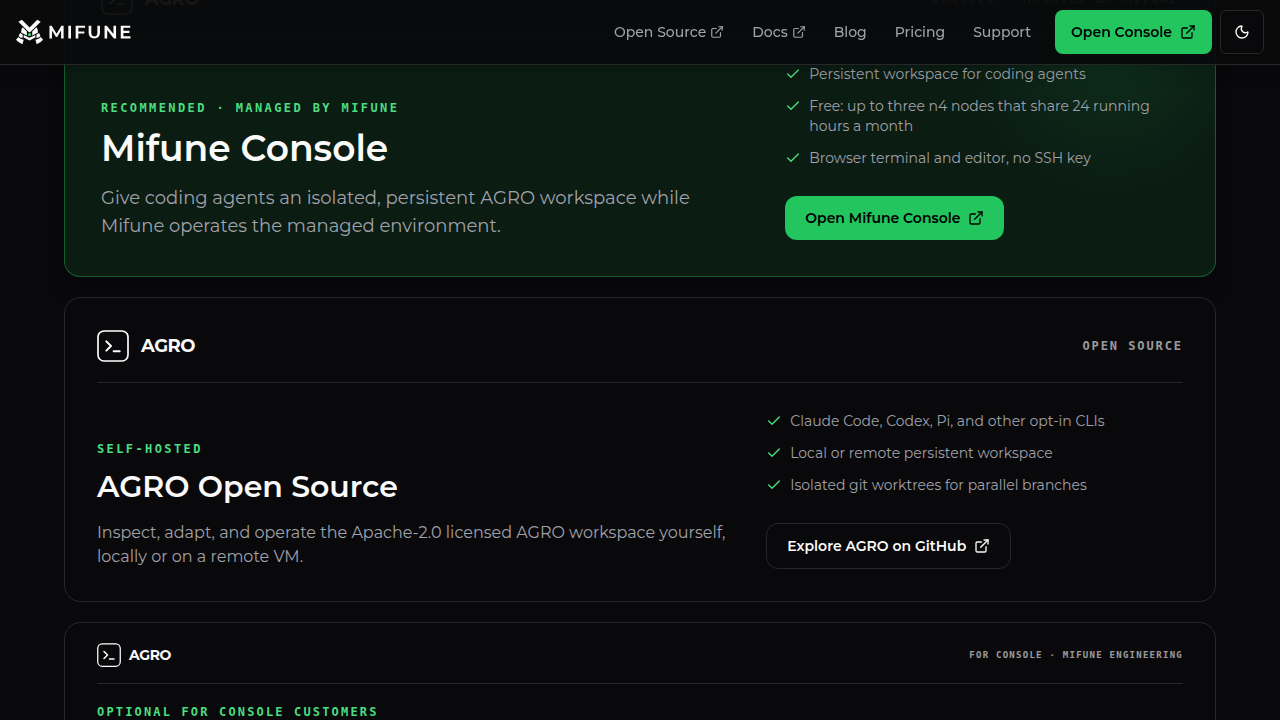 MIFUNE
Open Source
Docs
Blog
Pricing
Support
Open Console
Persistent workspace for coding agents
RECOMMENDED · MANAGED BY MIFUNE
Mifune Console
Free: up to three n4 nodes that share 24 running
hours a month
Browser terminal and editor, no SSH key
Give coding agents an isolated, persistent AGRO workspace while
Mifune operates the managed environment.
Open Mifune Console
AGRO
OPEN SOURCE
SELF-HOSTED
AGRO Open Source
Inspect, adapt, and operate the Apache-2.0 licensed AGRO workspace yourself,
locally or on a remote VM.
Claude Code, Codex, Pi, and other opt-in CLIs
Local or remote persistent workspace
Isolated git worktrees for parallel branches
Explore AGRO on GitHub
AGRO
FOR CONSOLE · MIFUNE ENGINEERING
OPTIONAL FOR CONSOLE CUSTOMERS